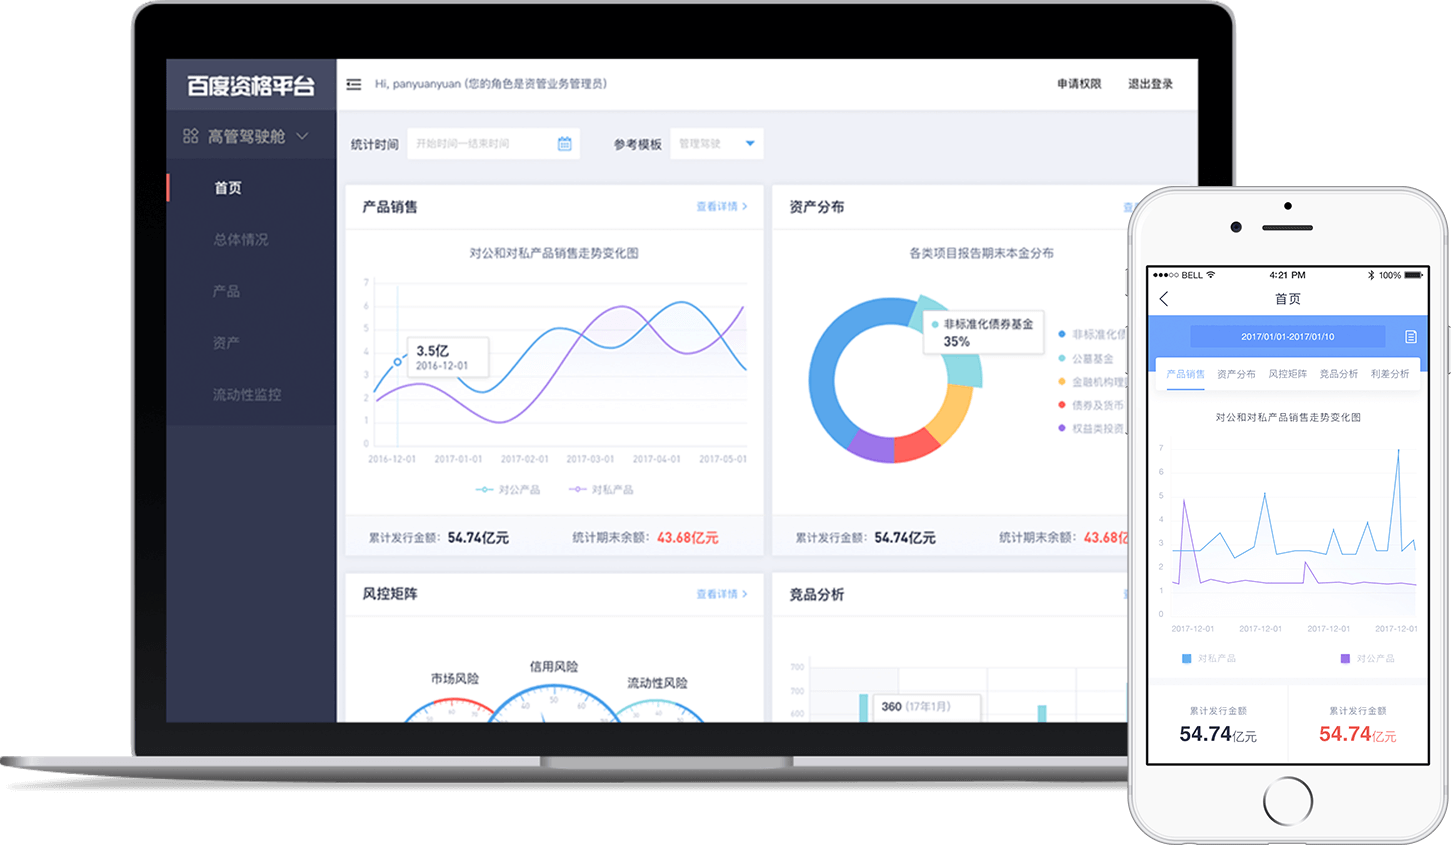 百度资格平台
Hi, panyuanyuan (您的角色是资管业务管理员)
申请权限
退出登录
高管驾驶舱
首页
总体情况
产品
资产
流动性监控
统计时间
开始时间一结束时间
参考模板
管理驾驶
产品销售
查看详情 >
对公和对私产品销售走势变化图
7
6
5
4
3
2
1
0
3.5亿
2016-12-01
2016-12-01
2017-01-01
2017-02-01
2017-03-01
2017-04-01
2017-05-01
对公产品
对私产品
累计发行金额: 54.74亿元
统计期末余额: 43.68亿元
资产分布
各类项目报告期末本金分布
非标准化债券基金
35%
非标准化
公募基金
金融机构理
债券及货币
权益类投资
累计发行金额: 54.74亿元
统计期末余额: 43.68亿
风控矩阵
查看详情 >
市场风险
信用风险
流动性风险
60
40
50
60
竞品分析
700
700
600
360 (17年1月)
BELL
4:21 PM
100%
首页
2017/01/01-2017/01/10
产品销售
资产分布
风控矩阵
竞品分析
利差分析
对公和对私产品销售走势变化图
7
6
5
4
3
2
1
0
2017-12-01
2017-12-01
2017-12-01
2017-12-01
对私产品
对公产品
累计发行金额
54.74亿元
累计发行金额
54.74亿元